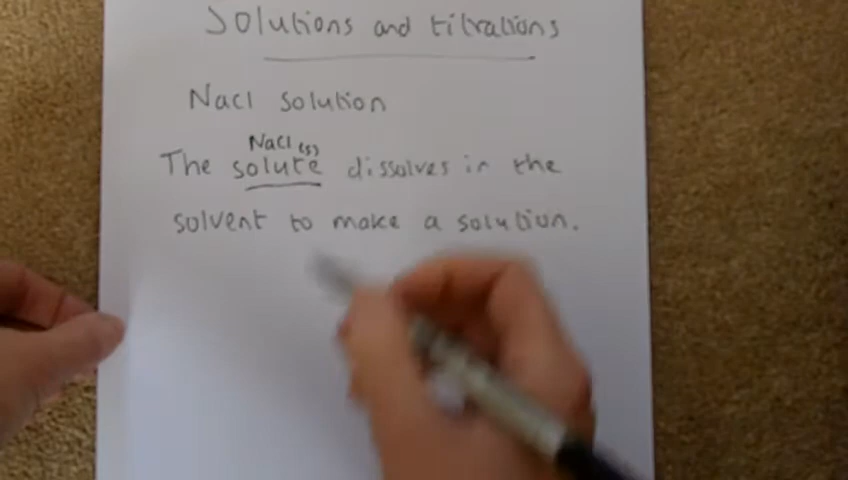 Solutions and titrations
NaCl solution
NaCl (s)
The solute dissolves in the
solvent to make a solution.